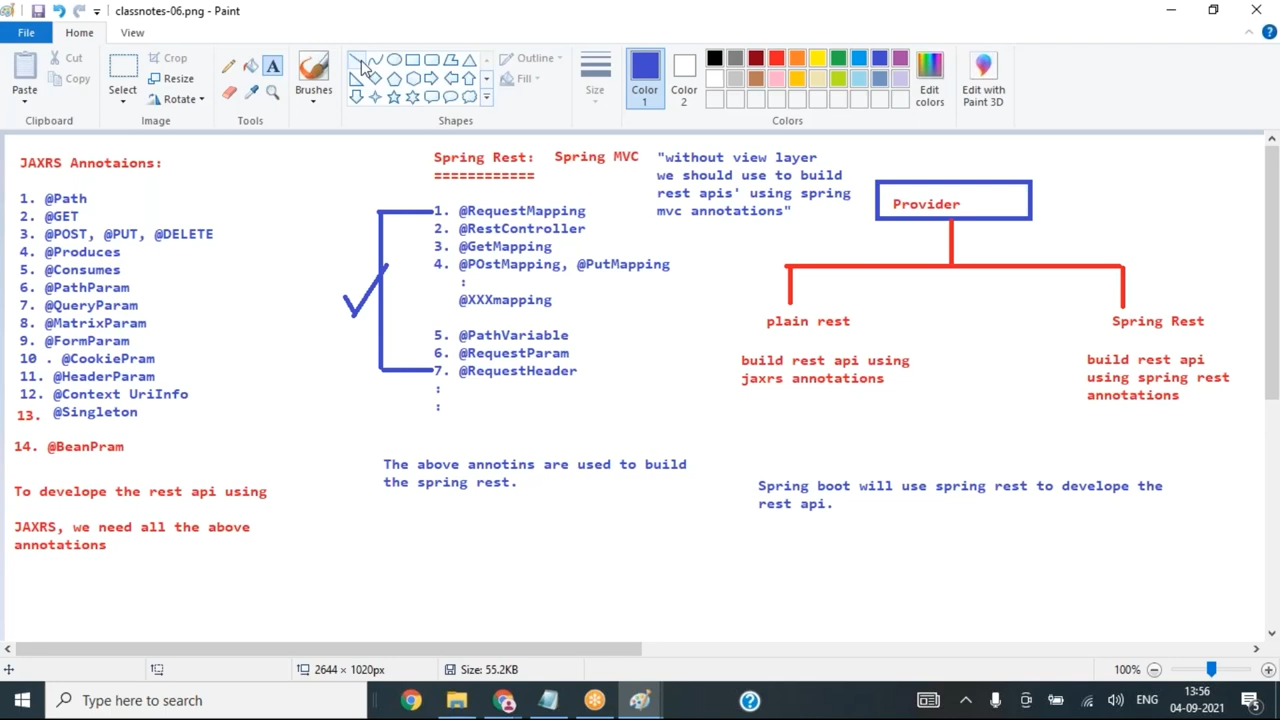 classnotes-06.png - Paint
File
Home
View
Paste
Cut
Copy
Clipboard
Select
Crop
Resize
Rotate
Image
Tools
Brushes
Shapes
Outline
Fill
Size
Color
1
Color
2
Colors
Edit
colors
Edit with
Paint 3D
JAXRS Annotaions:
1. @Path
2. @GET
3. @POST, @PUT, @DELETE
4. @Produces
5. @Consumes
6. @PathParam
7. @QueryParam
8. @MatrixParam
9. @FormParam
10 . @CookiePram
11. @HeaderParam
12. @Context UriInfo
13. @Singleton
14. @BeanPram
To develope the rest api using
JAXRS, we need all the above
annotations
Spring Rest: Spring MVC
============
"without view layer
we should use to build
rest apis' using spring
mvc annotations"
1. @RequestMapping
2. @RestController
3. @GetMapping
4. @POstMapping, @PutMapping
:
@XXXmapping
5. @PathVariable
6. @RequestParam
7. @RequestHeader
:
:
The above annotins are used to build
the spring rest.
Provider
plain rest
build rest api using
jaxrs annotations
Spring Rest
build rest api
using spring rest
annotations
Spring boot will use spring rest to develope the
rest api.
2644 × 1020px
Size: 55.2KB
100%
Type here to search
ENG
13:56
04-09-2021
5